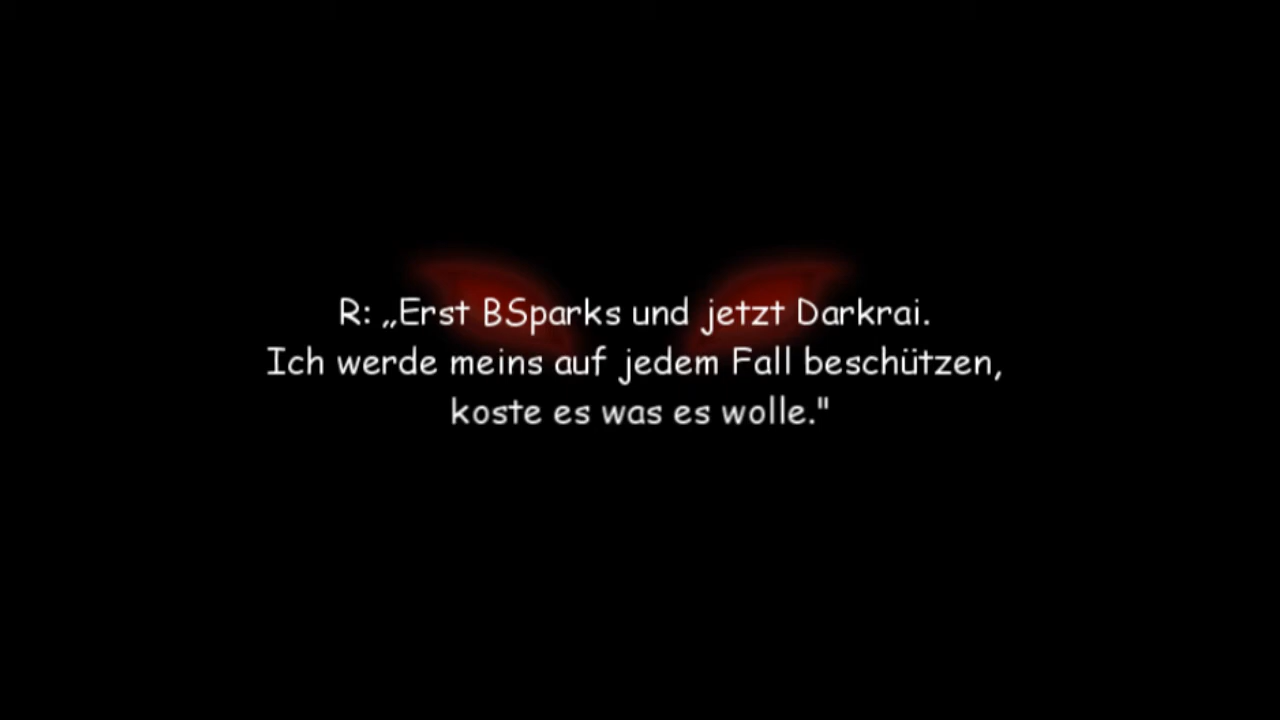 R: „Erst BSparks und jetzt Darkrai.
Ich werde meins auf jedem Fall beschützen,
koste es was es wolle."